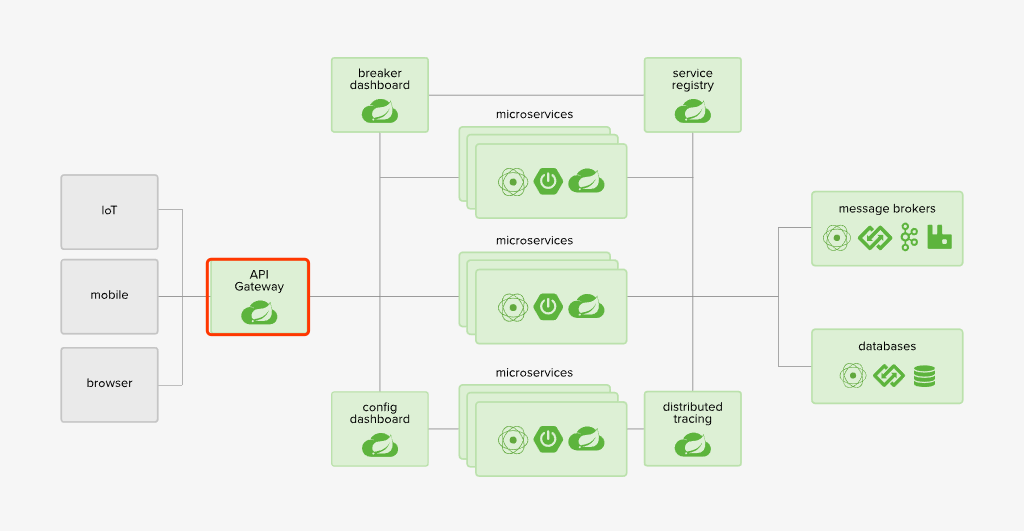 breaker
dashboard
service
registry
microservices
IoT
mobile
browser
API
Gateway
microservices
message brokers
databases
microservices
config
dashboard
distributed
tracing